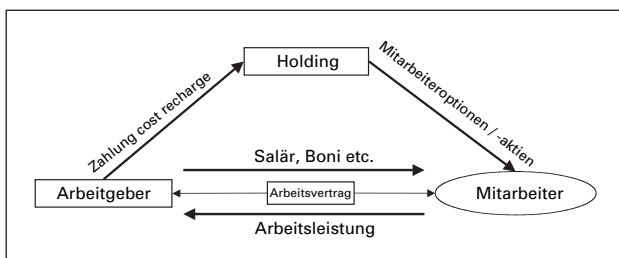 Holding
Zahlung cost recharge
Mitarbeiteroptionen / -aktien
Salär, Boni etc.
Arbeitgeber
Arbeitsvertrag
Mitarbeiter
Arbeitsleistung